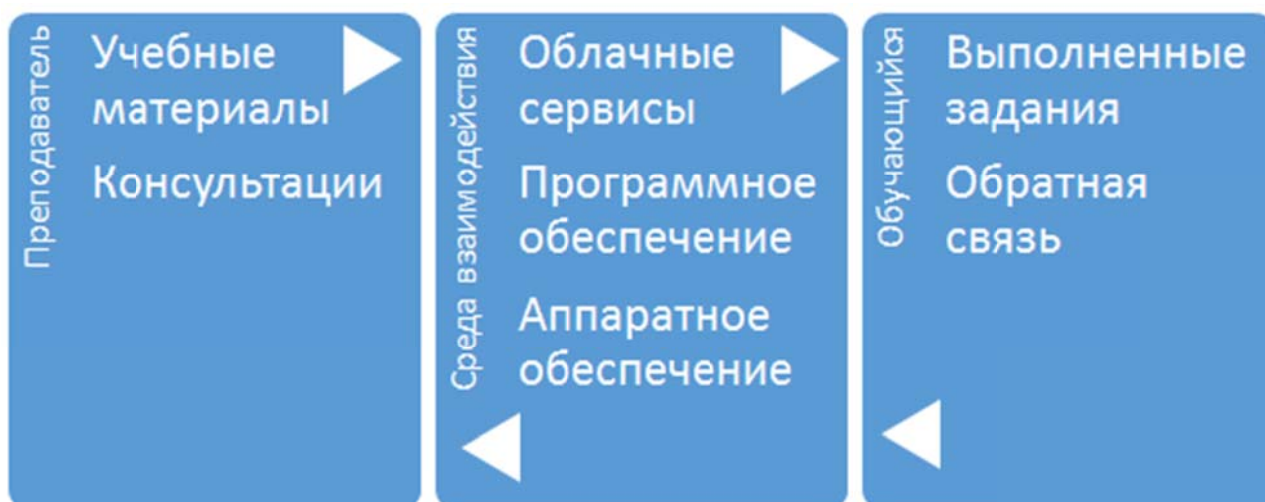 Преподаватель
Учебные
материалы
Консультации
Среда взаимодействия
Облачные
сервисы
Программное
обеспечение
Аппаратное
обеспечение
Обучающийся
Выполненные
задания
Обратная
связь